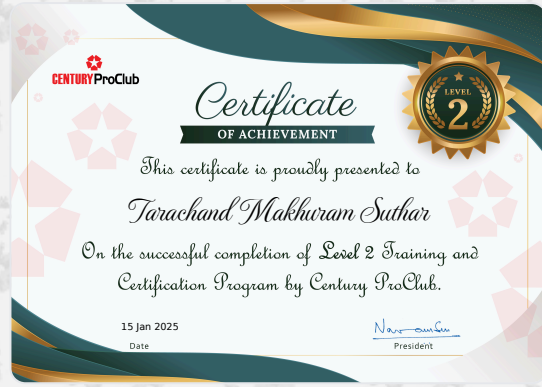 CENTURY ProClub
Certificate
OF ACHIEVEMENT
LEVEL
2
This certificate is proudly presented to
Tarachand Makhuram Suthar
On the successful completion of Level 2 Training and
Certification Program by Century ProClub.
15 Jan 2025
Date
President